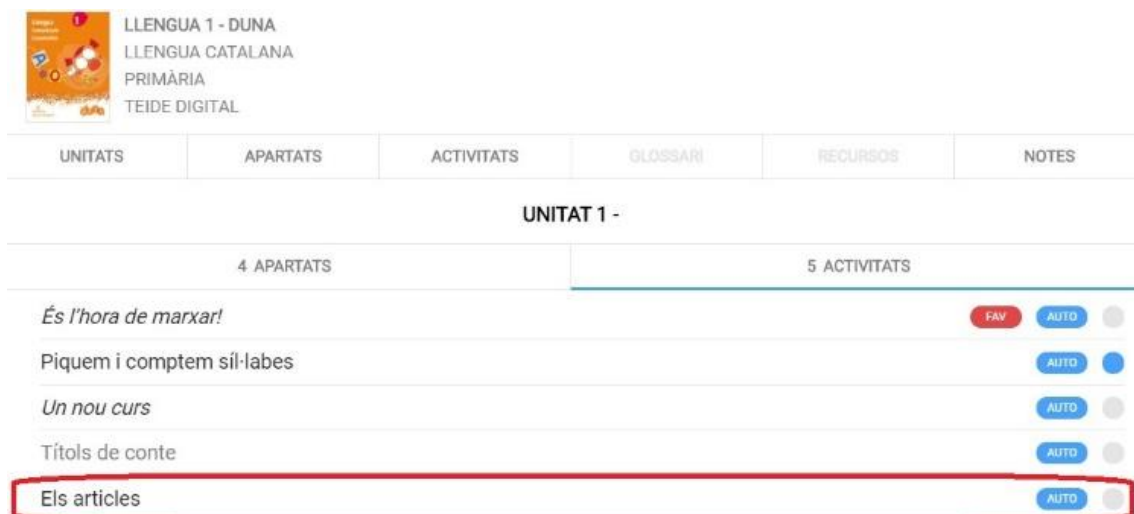 LLENGUA 1 - DUNA
LLENGUA CATALANA
PRIMÀRIA
TEIDE DIGITAL
UNITATS APARTATS ACTIVITATS GLOSSARI RECURSOS NOTES
UNITAT 1 -
4 APARTATS 5 ACTIVITATS
És l'hora de marxar! FAV AUTO
Piquem i comptem síl·labes AUTO
Un nou curs AUTO
Títols de conte AUTO
Els articles AUTO